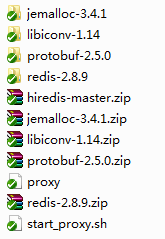 jemalloc-3.4.1
libiconv-1.14
protobuf-2.5.0
redis-2.8.9
hiredis-master.zip
jemalloc-3.4.1.zip
libiconv-1.14.zip
protobuf-2.5.0.zip
proxy
redis-2.8.9.zip
start_proxy.sh